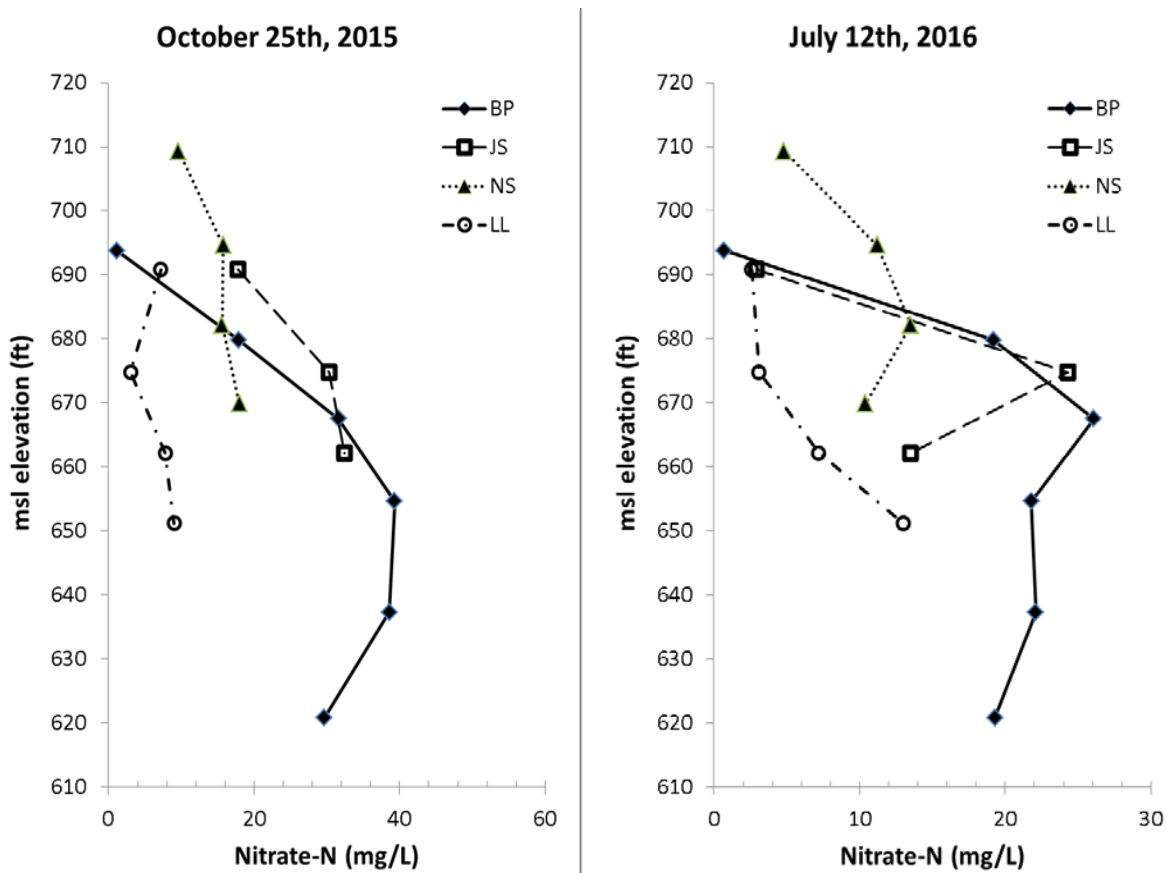 October 25th, 2015
720
710
700
690
680
670
660
650
640
630
620
610
msl elevation (ft)
BP
JS
NS
LL
0 20 40 60
Nitrate-N (mg/L)
July 12th, 2016
720
710
700
690
680
670
660
650
640
630
620
610
msl elevation (ft)
BP
JS
NS
LL
0 10 20 30
Nitrate-N (mg/L)